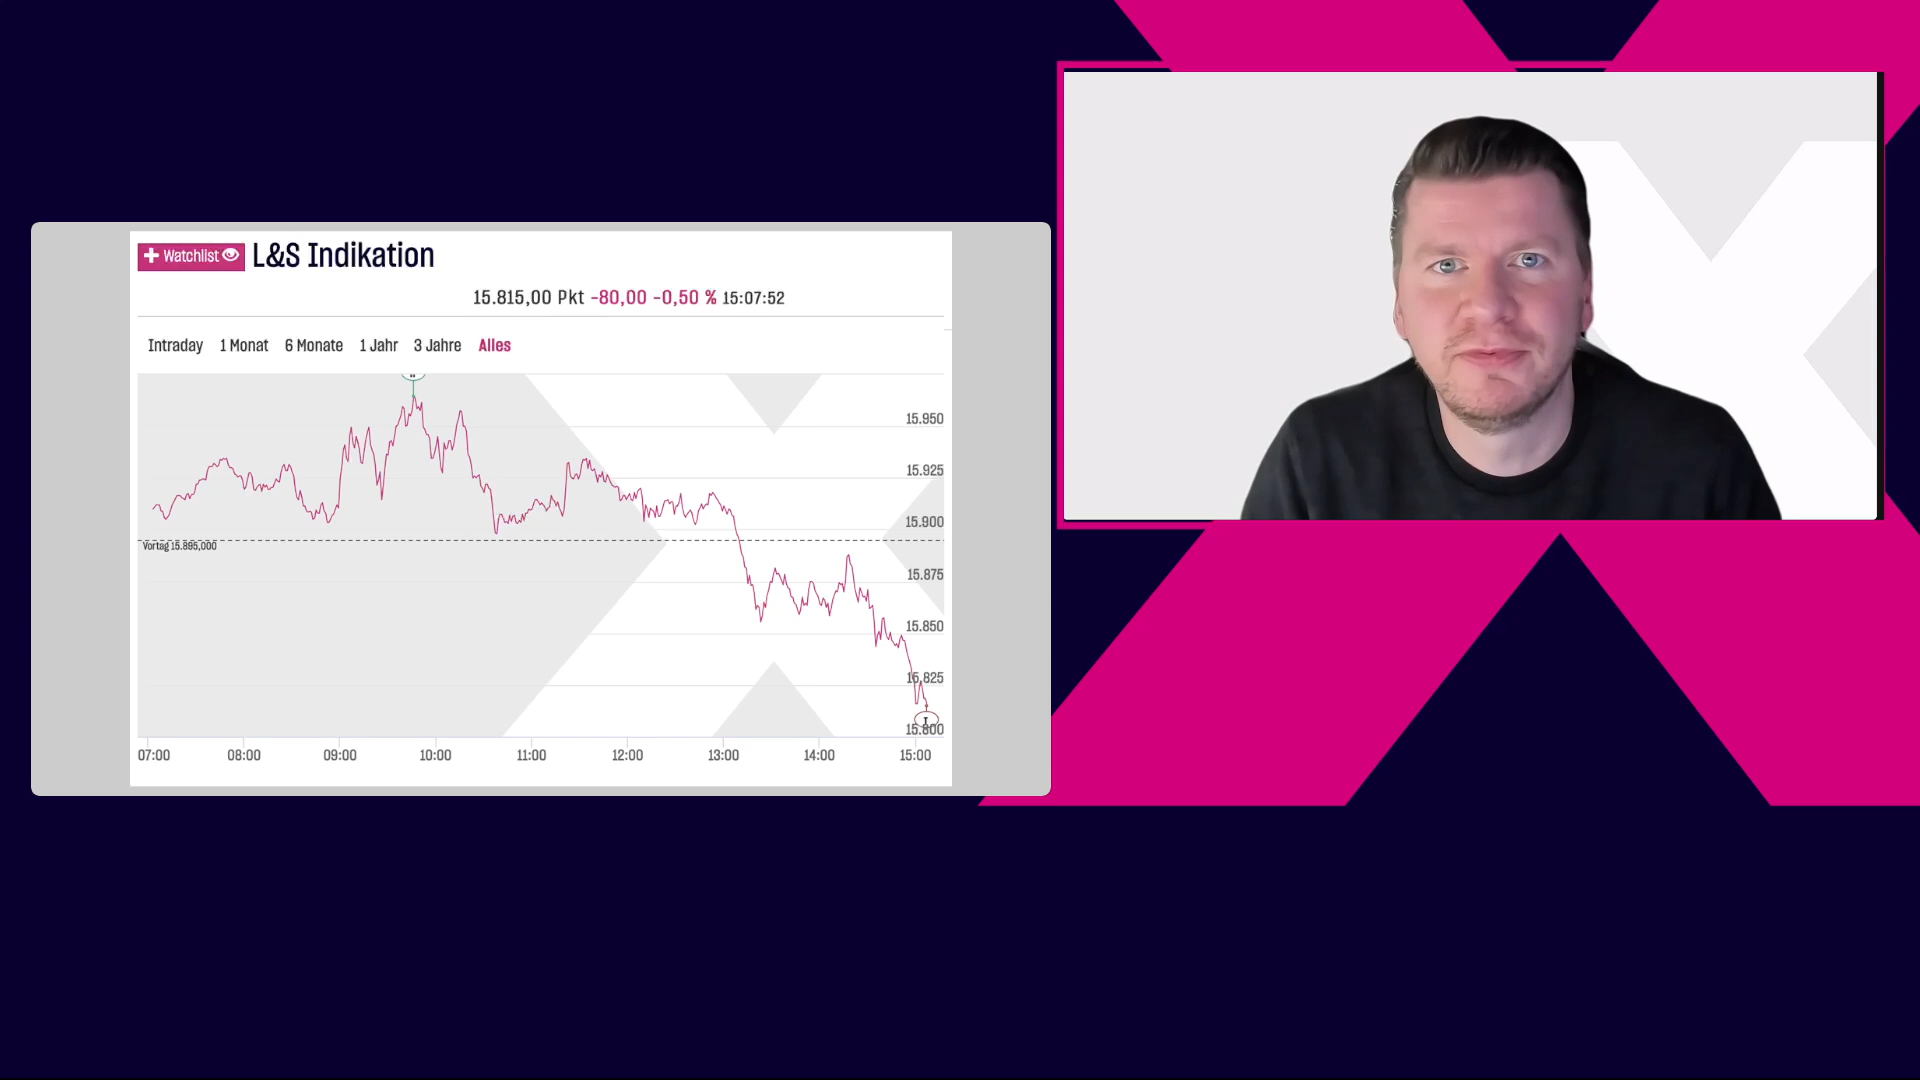 Watchlist L&S Indikation
15.815,00 Pkt -80,00 -0,50 % 15:07:52
Intraday 1 Monat 6 Monate 1 Jahr 3 Jahre Alles
15.950
15.925
15.900
Vortag 15.895,000
15.875
15.850
15.825
T
15.800
07:00 08:00 09:00 10:00 11:00 12:00 13:00 14:00 15:00